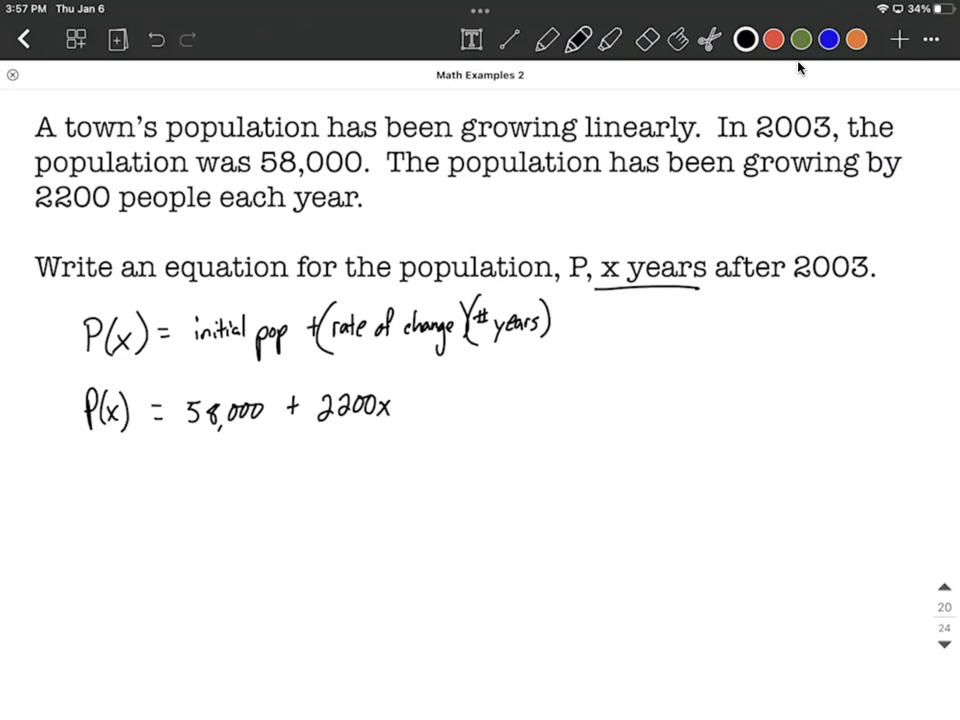 3:57 PM Thu Jan 6
34%
Math Examples 2
A town's population has been growing linearly. In 2003, the
population was 58,000. The population has been growing by
2200 people each year.
Write an equation for the population, P, x years after 2003.
P(x) = initial pop + (rate of change)(# years)
P(x) = 58,000 + 2200x
20
24